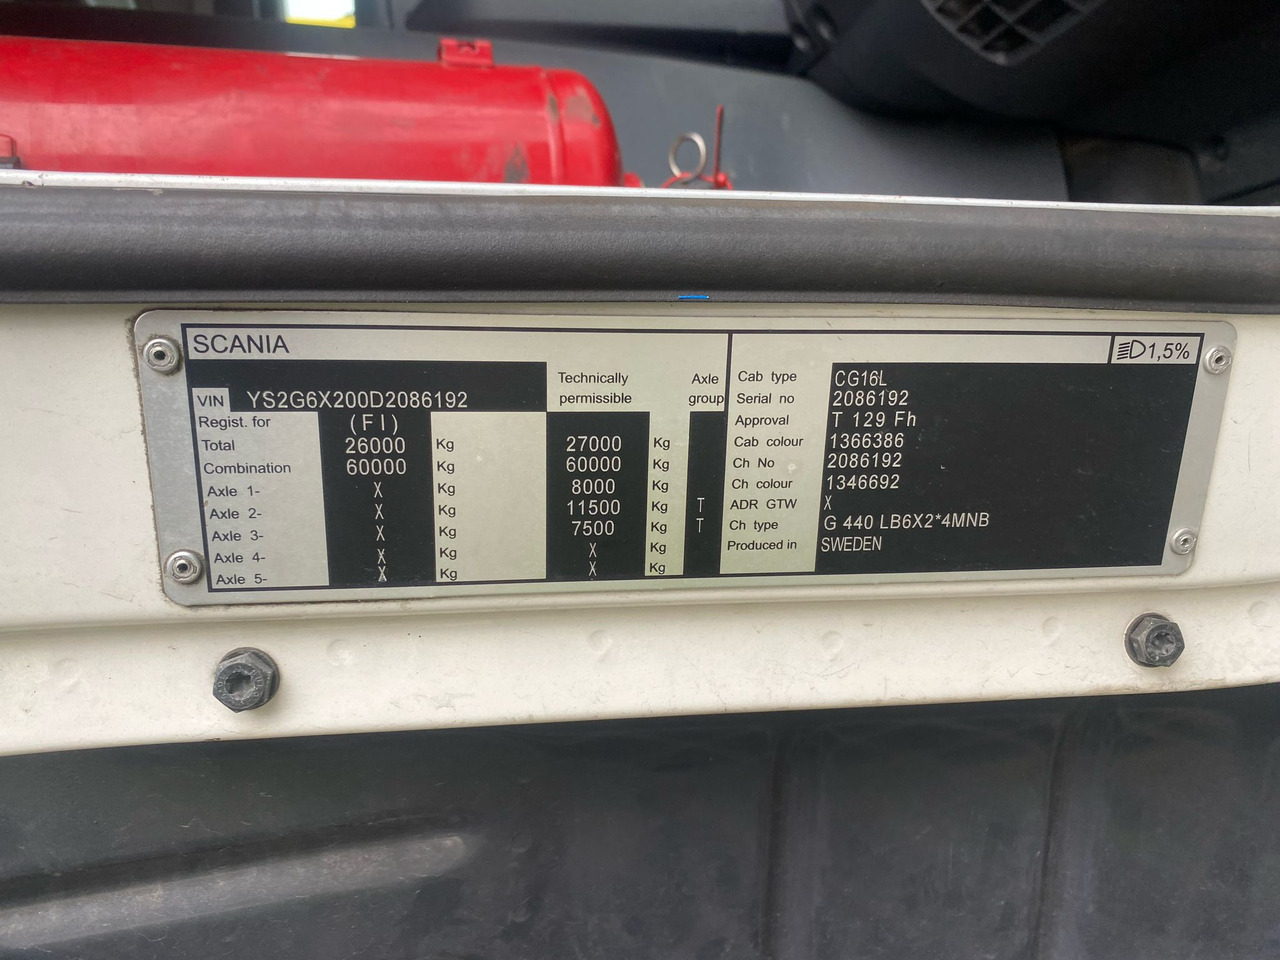 SCANIA
1,5%
VIN YS2G6X200D2086192
Technically permissible
Axle group
Regist. for (FI)
Total 26000 Kg 27000 Kg
Combination 60000 Kg 60000 Kg
Axle 1- X Kg 8000 Kg
Axle 2- X Kg 11500 Kg T
Axle 3- X Kg 7500 Kg T
Axle 4- X Kg X Kg
Axle 5- X Kg X Kg
Cab type CG16L
Serial no 2086192
Approval T 129 Fh
Cab colour 1366386
Ch No 2086192
Ch colour 1346692
ADR GTW X
Ch type G 440 LB6X2*4MNB
Produced in SWEDEN